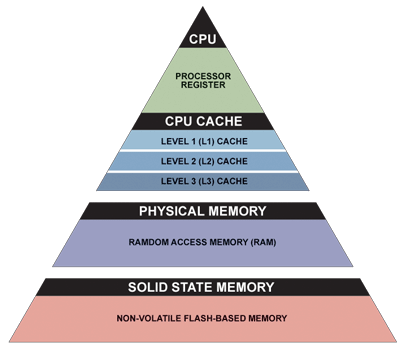 CPU
PROCESSOR
REGISTER
CPU CACHE
LEVEL 1 (L1) CACHE
LEVEL 2 (L2) CACHE
LEVEL 3 (L3) CACHE
PHYSICAL MEMORY
RAMDOM ACCESS MEMORY (RAM)
SOLID STATE MEMORY
NON-VOLATILE FLASH-BASED MEMORY